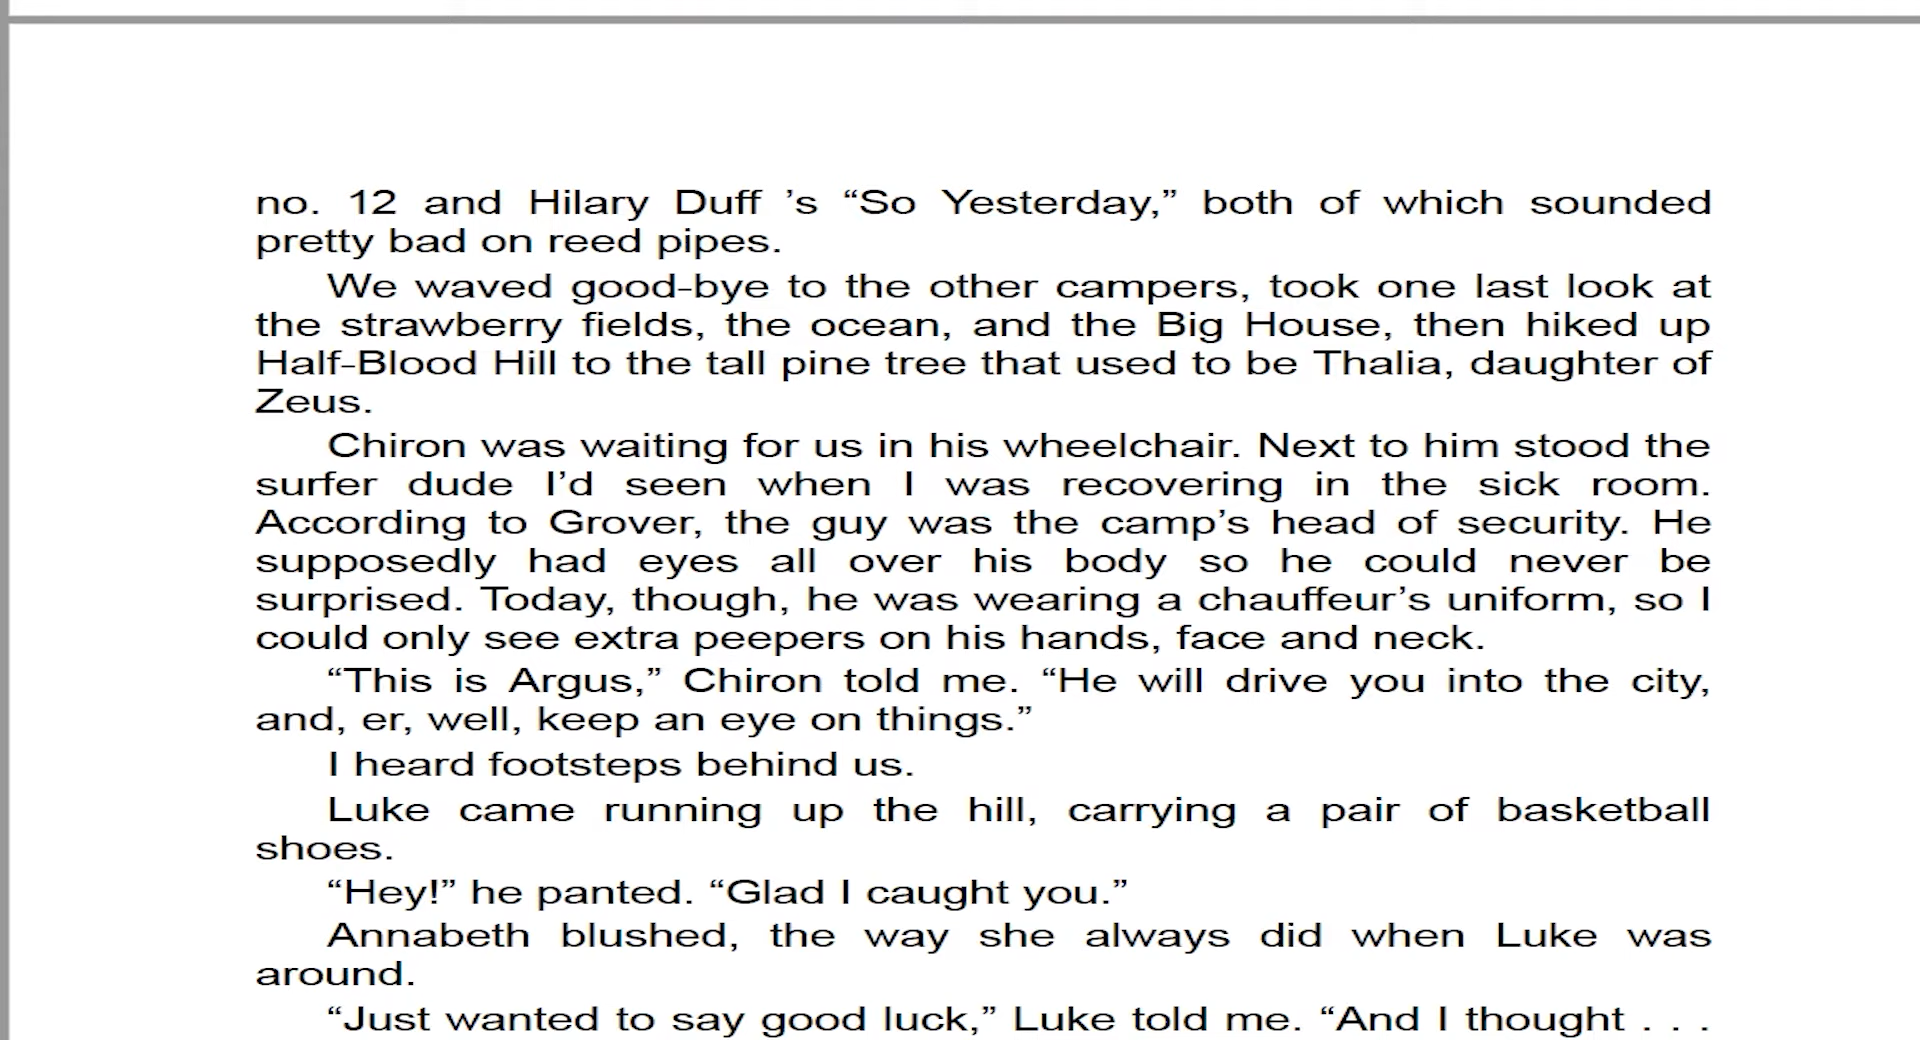 no. 12 and Hilary Duff ’s “So Yesterday,” both of which sounded
pretty bad on reed pipes.
We waved good-bye to the other campers, took one last look at
the strawberry fields, the ocean, and the Big House, then hiked up
Half-Blood Hill to the tall pine tree that used to be Thalia, daughter of
Zeus.
Chiron was waiting for us in his wheelchair. Next to him stood the
surfer dude I’d seen when I was recovering in the sick room.
According to Grover, the guy was the camp’s head of security. He
supposedly had eyes all over his body so he could never be
surprised. Today, though, he was wearing a chauffeur’s uniform, so I
could only see extra peepers on his hands, face and neck.
“This is Argus,” Chiron told me. “He will drive you into the city,
and, er, well, keep an eye on things.”
I heard footsteps behind us.
Luke came running up the hill, carrying a pair of basketball
shoes.
“Hey!” he panted. “Glad I caught you.”
Annabeth blushed, the way she always did when Luke was
around.
“Just wanted to say good luck,” Luke told me. “And I thought . . .